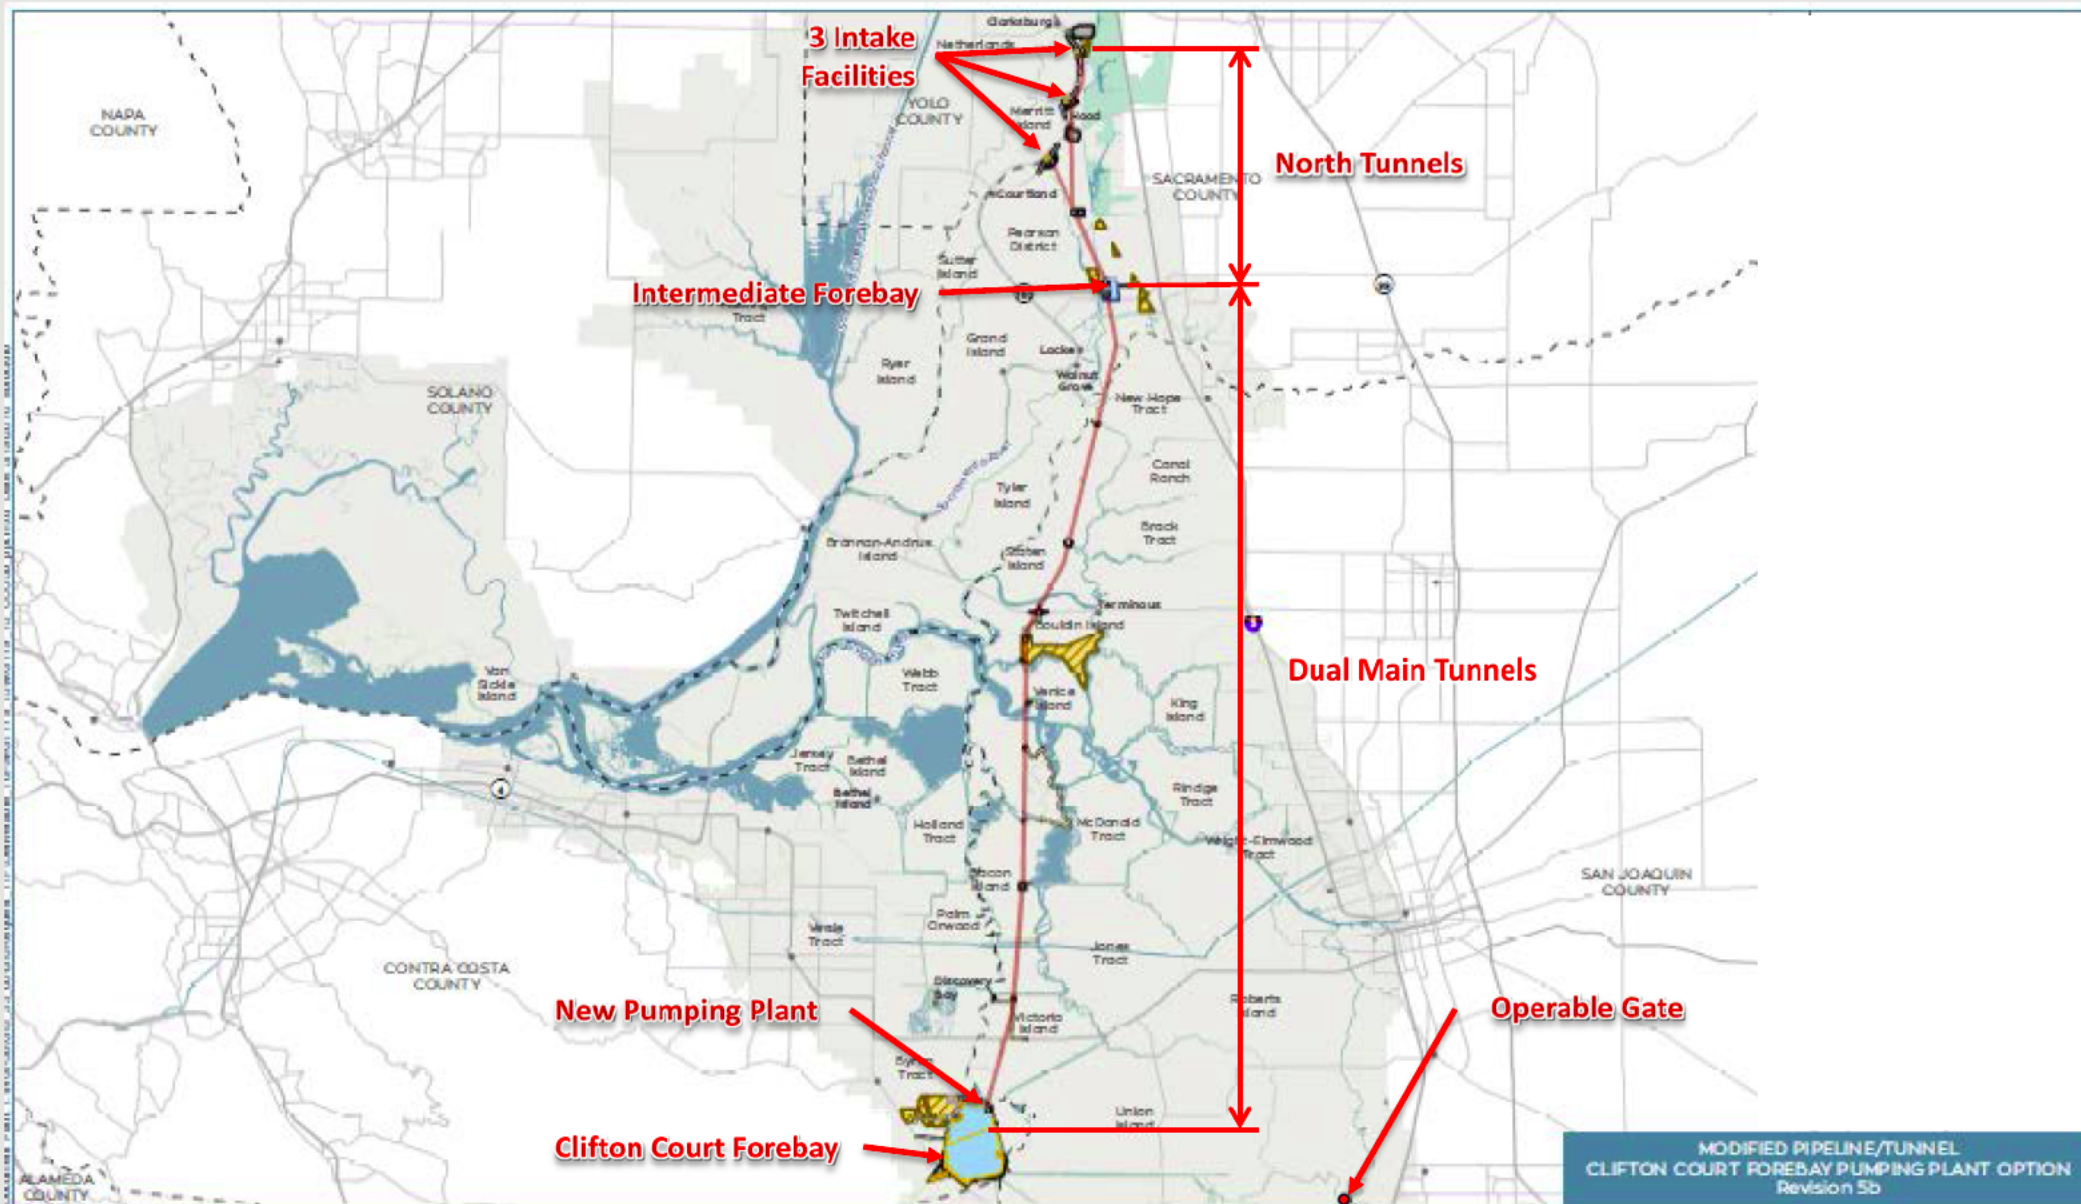 Clarksburg
3 Intake
Facilities
Netherlands
NAPA
COUNTY
YOLO
COUNTY
Merritt
Island
Hood
North Tunnels
SACRAMENTO
COUNTY
Courtland
Pearson
District
Sutter
Island
Intermediate Forebay
Tract
Grand
Island
Locke
Ryer
Island
Walnut
Grove
SOLANO
COUNTY
New Hope
Tract
Canal
Ranch
Tyler
Island
Brack
Tract
Brannan-Andrus
Island
Staten
Island
Terminous
Twitchell
Island
Bouldin Island
Dual Main Tunnels
Van
Sickle
Island
Webb
Tract
Venice
Island
King
Island
Jersey
Tract
Bethel
Island
Bethel
Island
4
Rindge
Tract
Holland
Tract
McDonald
Tract
Wright-Elmwood
Tract
Bacon
Island
SAN JOAQUIN
COUNTY
Palm
Orwood
Veale
Tract
Jones
Tract
CONTRA COSTA
COUNTY
Discovery
Bay
Roberts
Island
New Pumping Plant
Operable Gate
Victoria
Island
Byron
Tract
Union
Island
Clifton Court Forebay
ALAMEDA
COUNTY
MODIFIED PIPELINE/TUNNEL
CLIFTON COURT FOREBAY PUMPING PLANT OPTION
Revision 5b